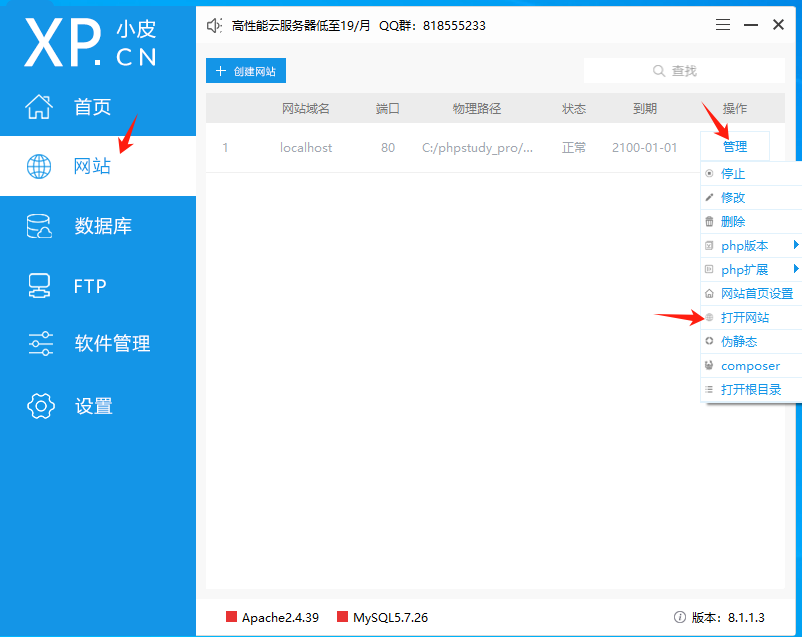 XP.CN 小皮
高性能云服务器低至19/月 QQ群：818555233
首页
网站
数据库
FTP
软件管理
设置
+ 创建网站
查找
网站域名 端口 物理路径 状态 到期 操作
1 localhost 80 C:/phpstudy_pro/... 正常 2100-01-01 管理
停止
修改
删除
php版本
php扩展
网站首页设置
打开网站
伪静态
composer
打开根目录
Apache2.4.39 MySQL5.7.26 版本：8.1.1.3